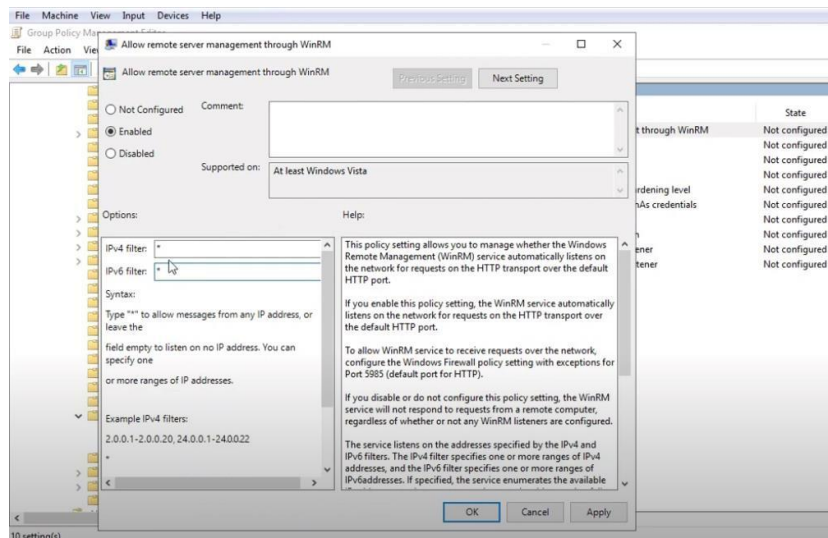 File Machine View Input Devices Help
Group Policy Management Editor
File Action View
Allow remote server management through WinRM
Allow remote server management through WinRM
Previous Setting Next Setting
Not Configured
Comment:
Enabled
Disabled
Supported on:
At least Windows Vista
Options:
Help:
IPv4 filter: *
IPv6 filter: *
Syntax:
Type "*" to allow messages from any IP address, or
leave the
field empty to listen on no IP address. You can
specify one
or more ranges of IP addresses.
Example IPv4 filters:
2.0.0.1-2.0.0.20, 24.0.0.1-24.0.0.22
*
This policy setting allows you to manage whether the Windows
Remote Management (WinRM) service automatically listens on
the network for requests on the HTTP transport over the default
HTTP port.
If you enable this policy setting, the WinRM service automatically
listens on the network for requests on the HTTP transport over
the default HTTP port.
To allow WinRM service to receive requests over the network,
configure the Windows Firewall policy setting with exceptions for
Port 5985 (default port for HTTP).
If you disable or do not configure this policy setting, the WinRM
service will not respond to requests from a remote computer,
regardless of whether or not any WinRM listeners are configured.
The service listens on the addresses specified by the IPv4 and
IPv6 filters. The IPv4 filter specifies one or more ranges of IPv4
addresses, and the IPv6 filter specifies one or more ranges of
IPv6addresses. If specified, the service enumerates the available
OK Cancel Apply
State
t through WinRM Not configured
Not configured
Not configured
Not configured
rdening level Not configured
nAs credentials Not configured
Not configured
n Not configured
ener Not configured
tener Not configured
10 setting(s)